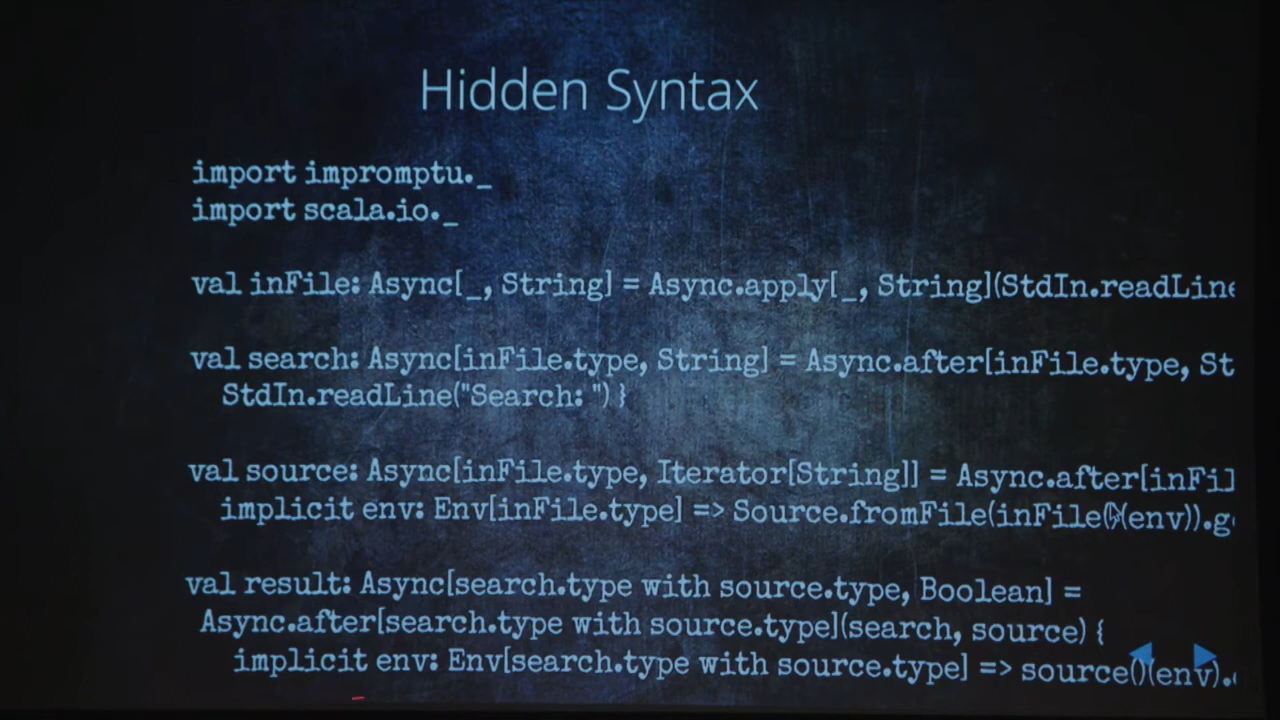 Hidden Syntax
import impromptu._
import scala.io._
val inFile: Async[_, String] = Async.apply[_, String](StdIn.readLine
val search: Async[inFile.type, String] = Async.after[inFile.type, St
StdIn.readLine("Search: ") }
val source: Async[inFile.type, Iterator[String]] = Async.after[inFil
implicit env: Env[inFile.type] => Source.fromFile(inFile()(env)).g
val result: Async[search.type with source.type, Boolean] =
Async.after[search.type with source.type](search, source) {
implicit env: Env[search.type with source.type] => source()(env).